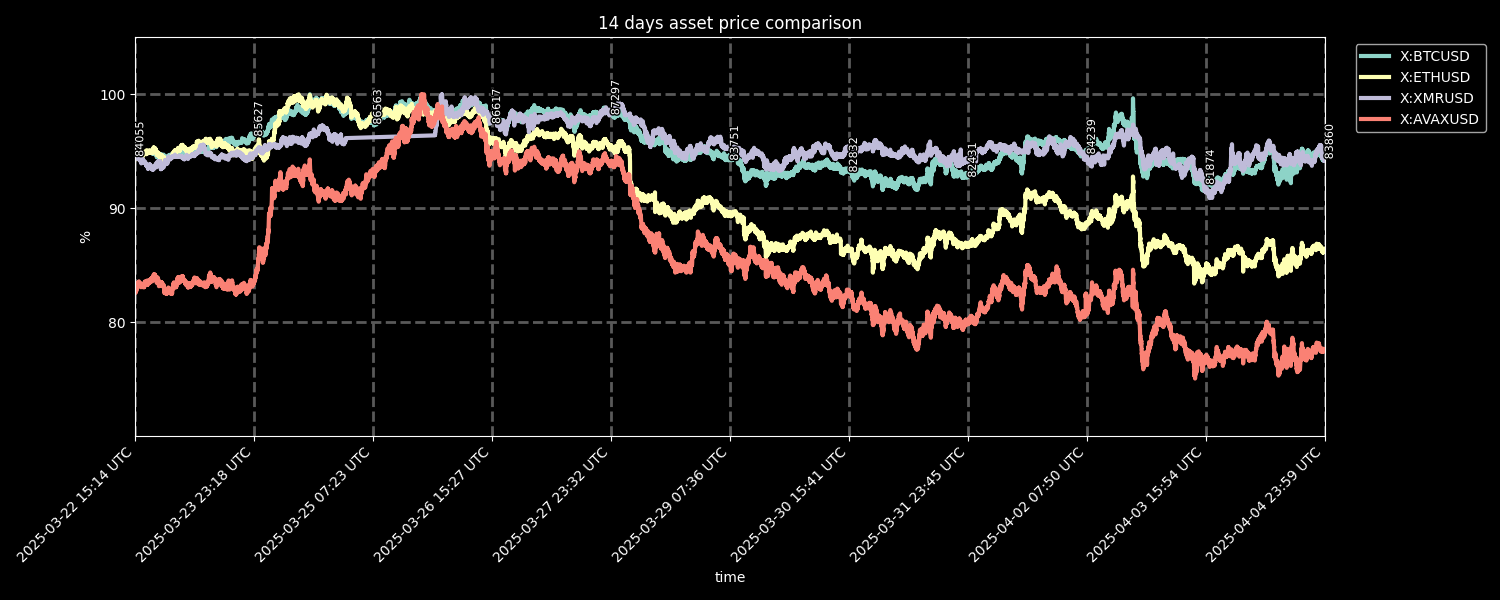 14 days asset price comparison
X:BTCUSD
X:ETHUSD
X:XMRUSD
X:AVAXUSD
%
100
90
80
84055
85627
86563
86617
87297
83751
82832
82431
84239
81874
83860
2025-03-22 15:14 UTC
2025-03-23 23:18 UTC
2025-03-25 07:23 UTC
2025-03-26 15:27 UTC
2025-03-27 23:32 UTC
2025-03-29 07:36 UTC
2025-03-30 15:41 UTC
2025-03-31 23:45 UTC
2025-04-02 07:50 UTC
2025-04-03 15:54 UTC
2025-04-04 23:59 UTC
time